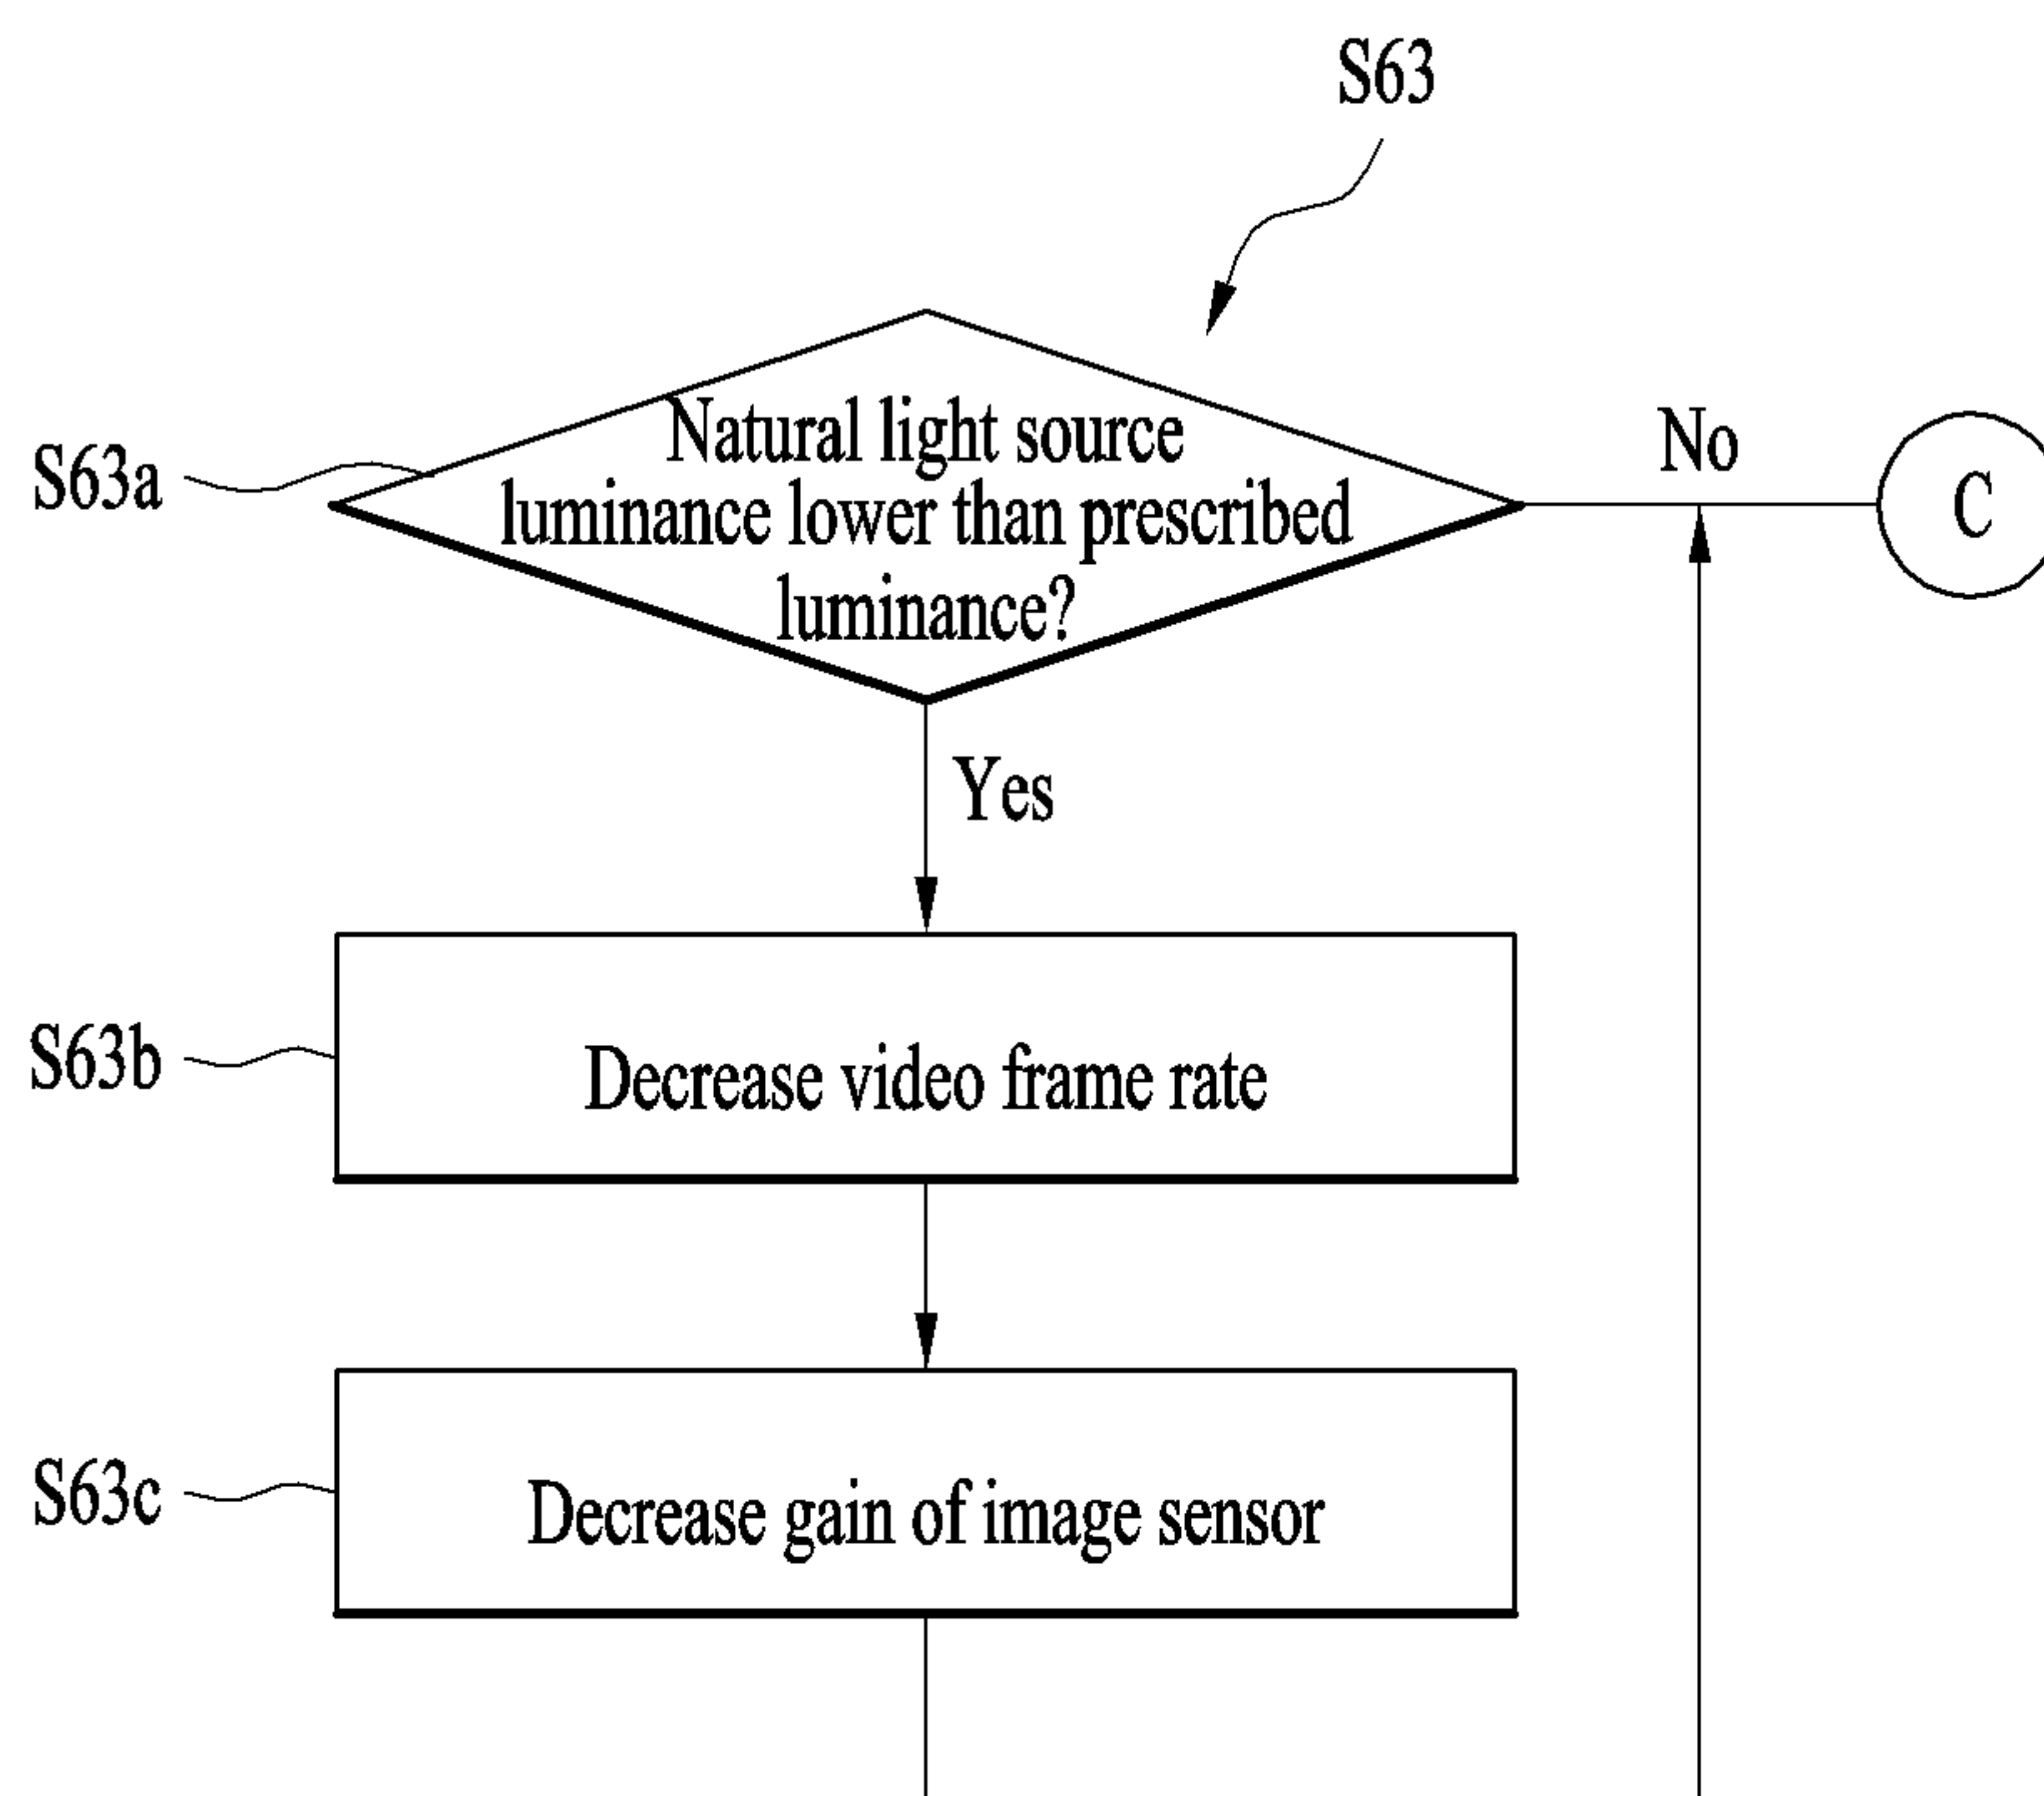 S63
S63a
Natural light source
luminance lower than prescribed
luminance?
No
C
Yes
S63b
Decrease video frame rate
S63c
Decrease gain of image sensor